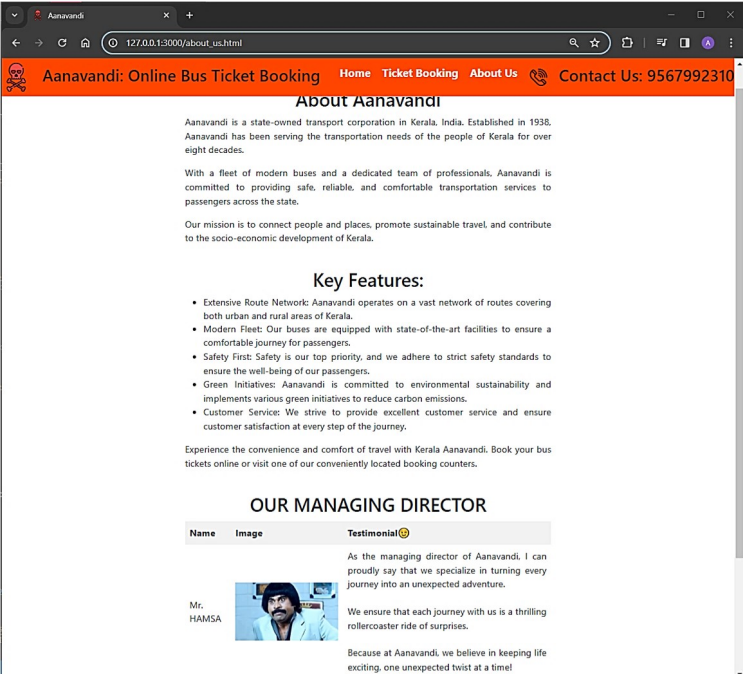 Aanavandi
127.0.0.1:3000/about_us.html
A
Aanavandi: Online Bus Ticket Booking Home Ticket Booking About Us Contact Us: 9567992310
About Aanavandi
Aanavandi is a state-owned transport corporation in Kerala, India. Established in 1938,
Aanavandi has been serving the transportation needs of the people of Kerala for over
eight decades.
With a fleet of modern buses and a dedicated team of professionals, Aanavandi is
committed to providing safe, reliable, and comfortable transportation services to
passengers across the state.
Our mission is to connect people and places, promote sustainable travel, and contribute
to the socio-economic development of Kerala.
Key Features:
• Extensive Route Network: Aanavandi operates on a vast network of routes covering
both urban and rural areas of Kerala.
• Modern Fleet: Our buses are equipped with state-of-the-art facilities to ensure a
comfortable journey for passengers.
• Safety First: Safety is our top priority, and we adhere to strict safety standards to
ensure the well-being of our passengers.
• Green Initiatives: Aanavandi is committed to environmental sustainability and
implements various green initiatives to reduce carbon emissions.
• Customer Service: We strive to provide excellent customer service and ensure
customer satisfaction at every step of the journey.
Experience the convenience and comfort of travel with Kerala Aanavandi. Book your bus
tickets online or visit one of our conveniently located booking counters.
OUR MANAGING DIRECTOR
Name Image Testimonial😉
As the managing director of Aanavandi, I can
proudly say that we specialize in turning every
journey into an unexpected adventure.
Mr.
HAMSA
We ensure that each journey with us is a thrilling
rollercoaster ride of surprises.
Because at Aanavandi, we believe in keeping life
exciting, one unexpected twist at a time!